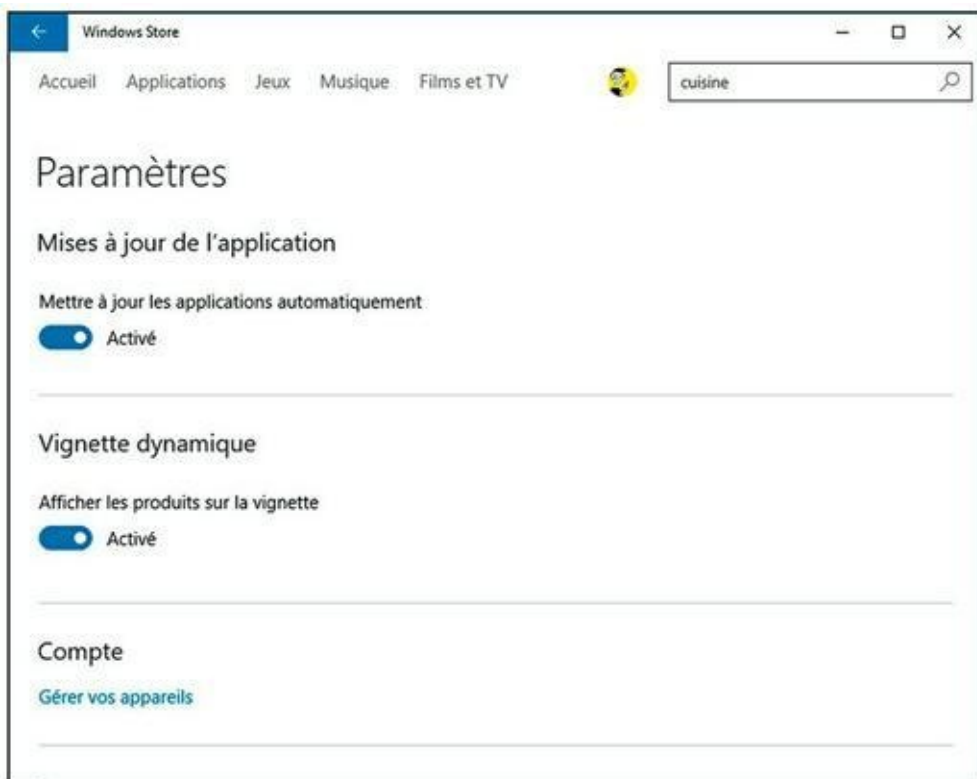 Windows Store
Accueil Applications Jeux Musique Films et TV cuisine
Paramètres
Mises à jour de l'application
Mettre à jour les applications automatiquement
Activé
Vignette dynamique
Afficher les produits sur la vignette
Activé
Compte
Gérer vos appareils